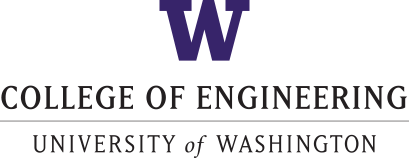 W
COLLEGE OF ENGINEERING
UNIVERSITY of WASHINGTON